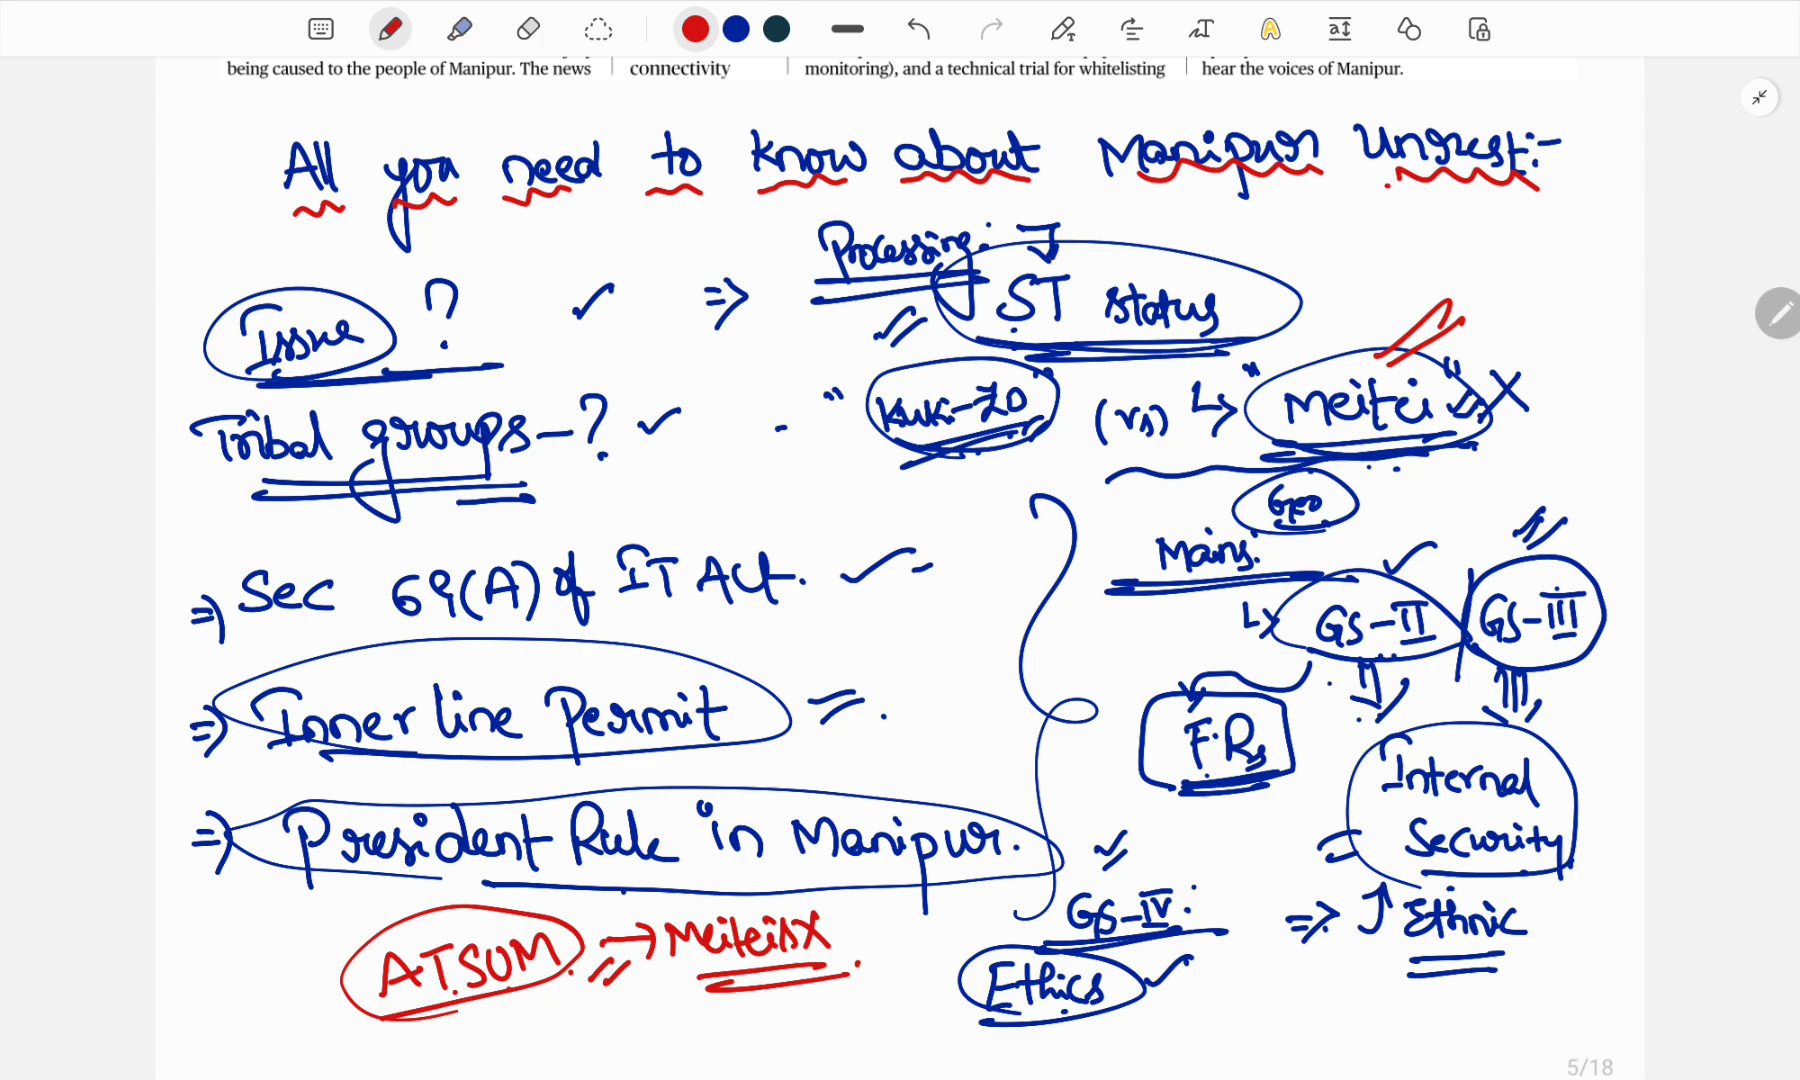 being caused to the people of Manipur. The news
connectivity
monitoring), and a technical trial for whitelisting
hear the voices of Manipur.
All you need to know about Manipur Unrest:-
Processing:
Issue ? ⇒ ST Status
Tribal groups - ? "Kuki-Zo" (vs) ↳ "Meitei" X
Geo
Mains:
⇒ Sec 69(A) of IT Act.
↳ GS-II / GS-III
⇒ Inner line Permit
F.Rs
Internal Security
⇒ President Rule in Manipur.
GS-IV:
⇒ ↑ Ethnic
ATSUM. → Meiteis X
Ethics
5/18